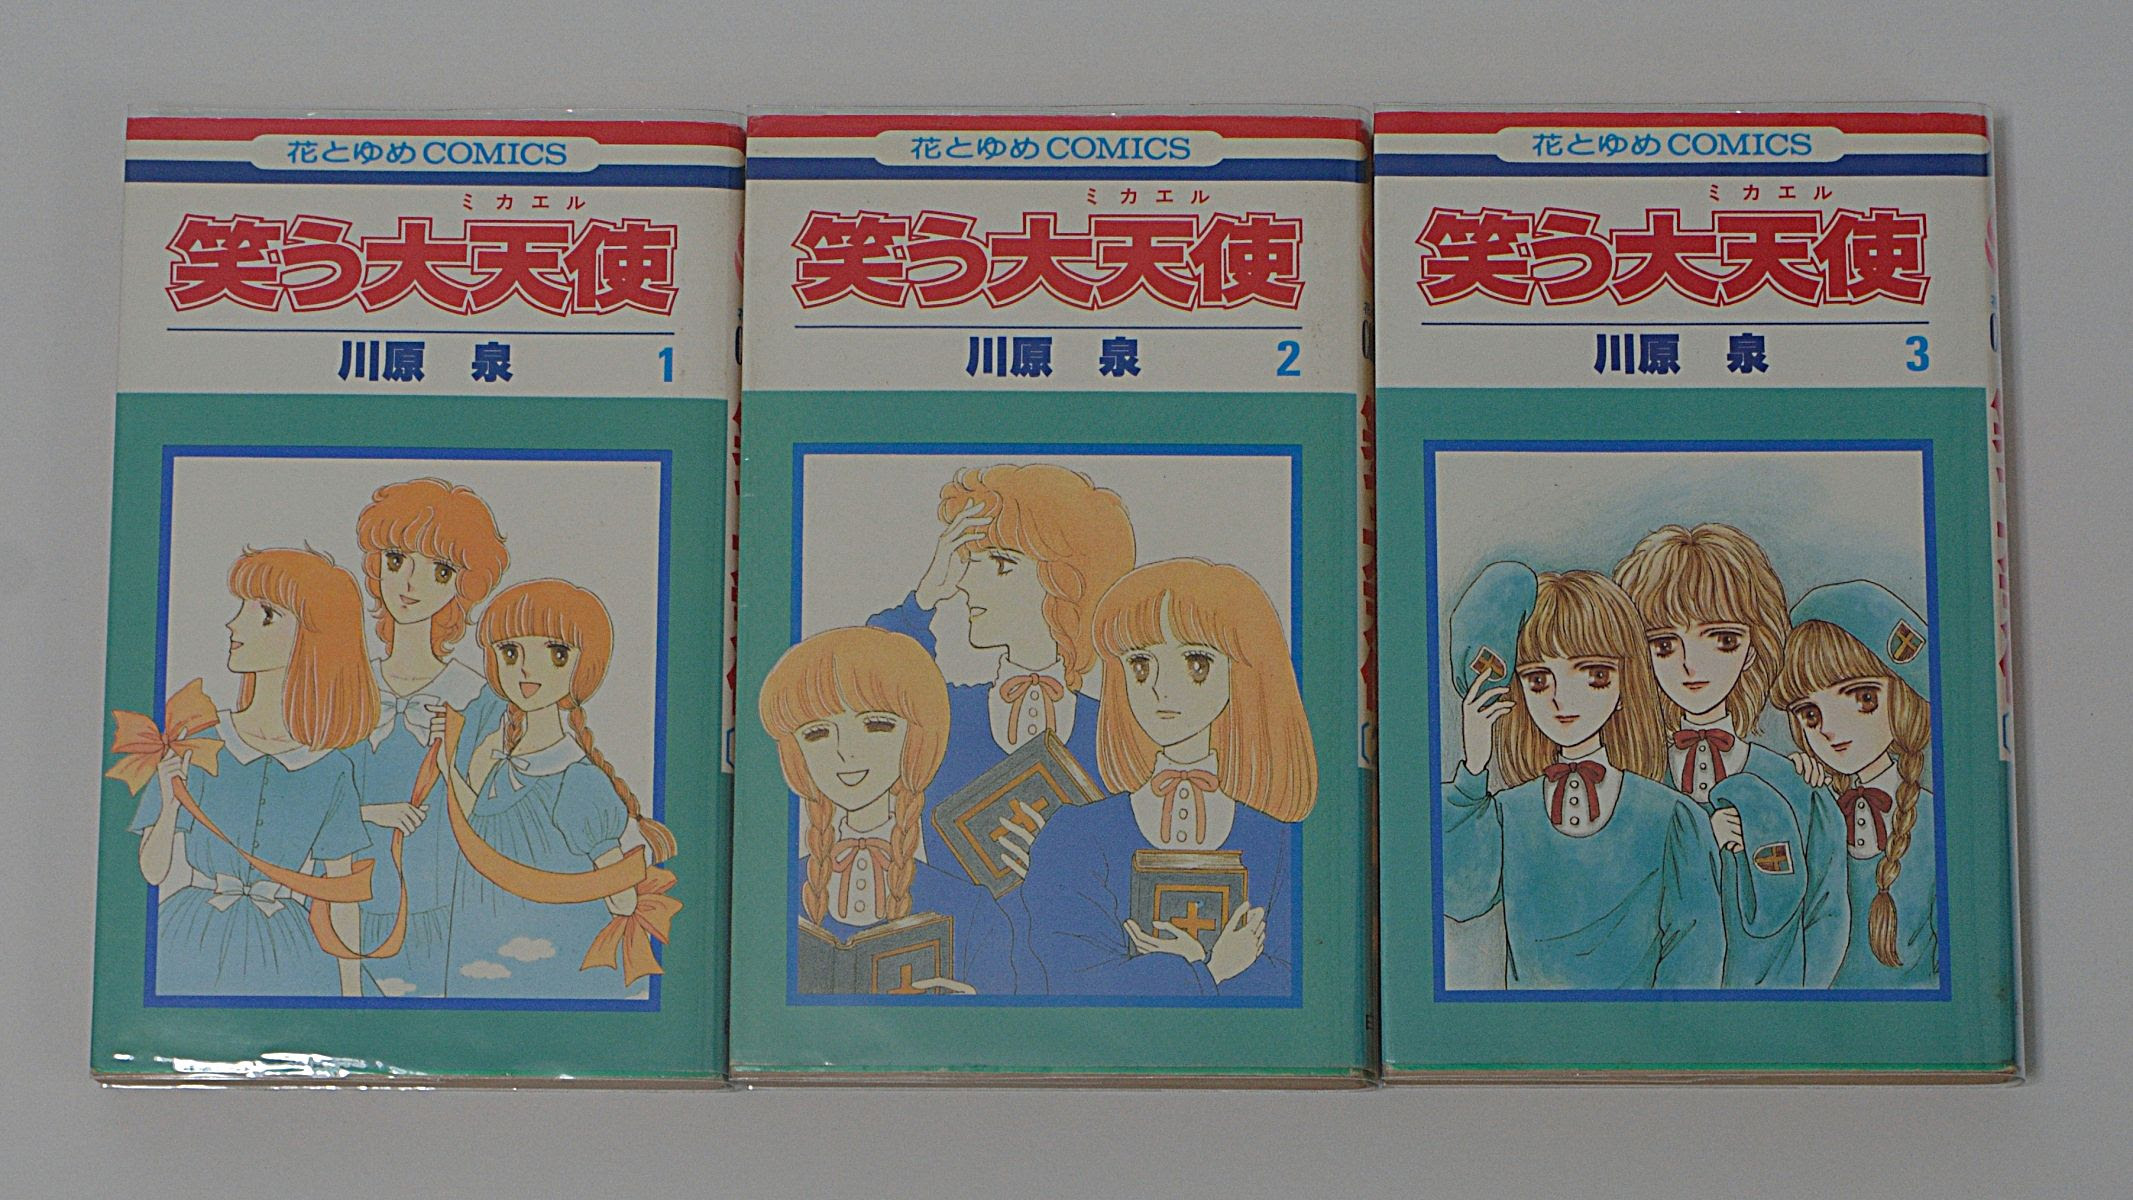 花とゆめCOMICS
ミカエル
笑う大天使
川原 泉 1
花とゆめCOMICS
ミカエル
笑う大天使
川原 泉 2
花とゆめCOMICS
ミカエル
笑う大天使
川原 泉 3